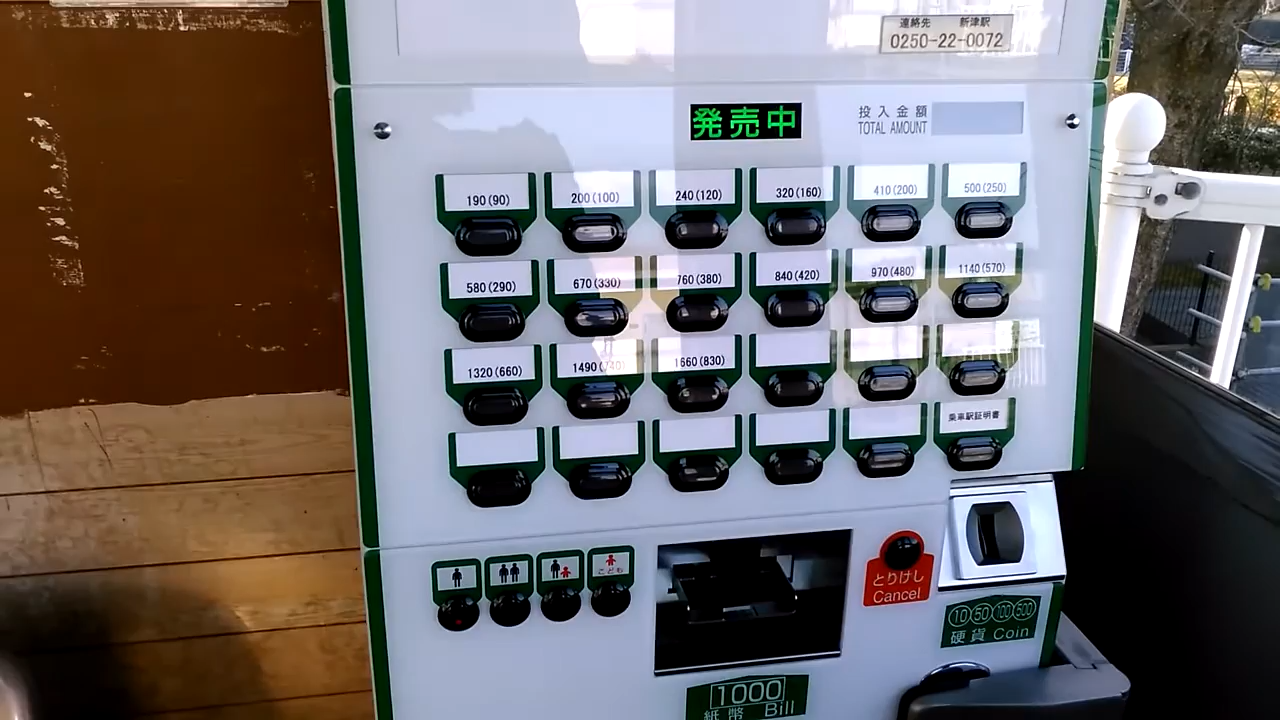 連絡先 新津駅
0250-22-0072
発売中
投入金額
TOTAL AMOUNT
190(90) 200(100) 240(120) 320(160) 410(200) 500(250)
580(290) 670(330) 760(380) 840(420) 970(480) 1140(570)
1320(660) 1490(740) 1660(830)
乗車駅証明書
こども
とりけし
Cancel
10 50 100 500
硬貨 Coin
1000
紙幣 Bill